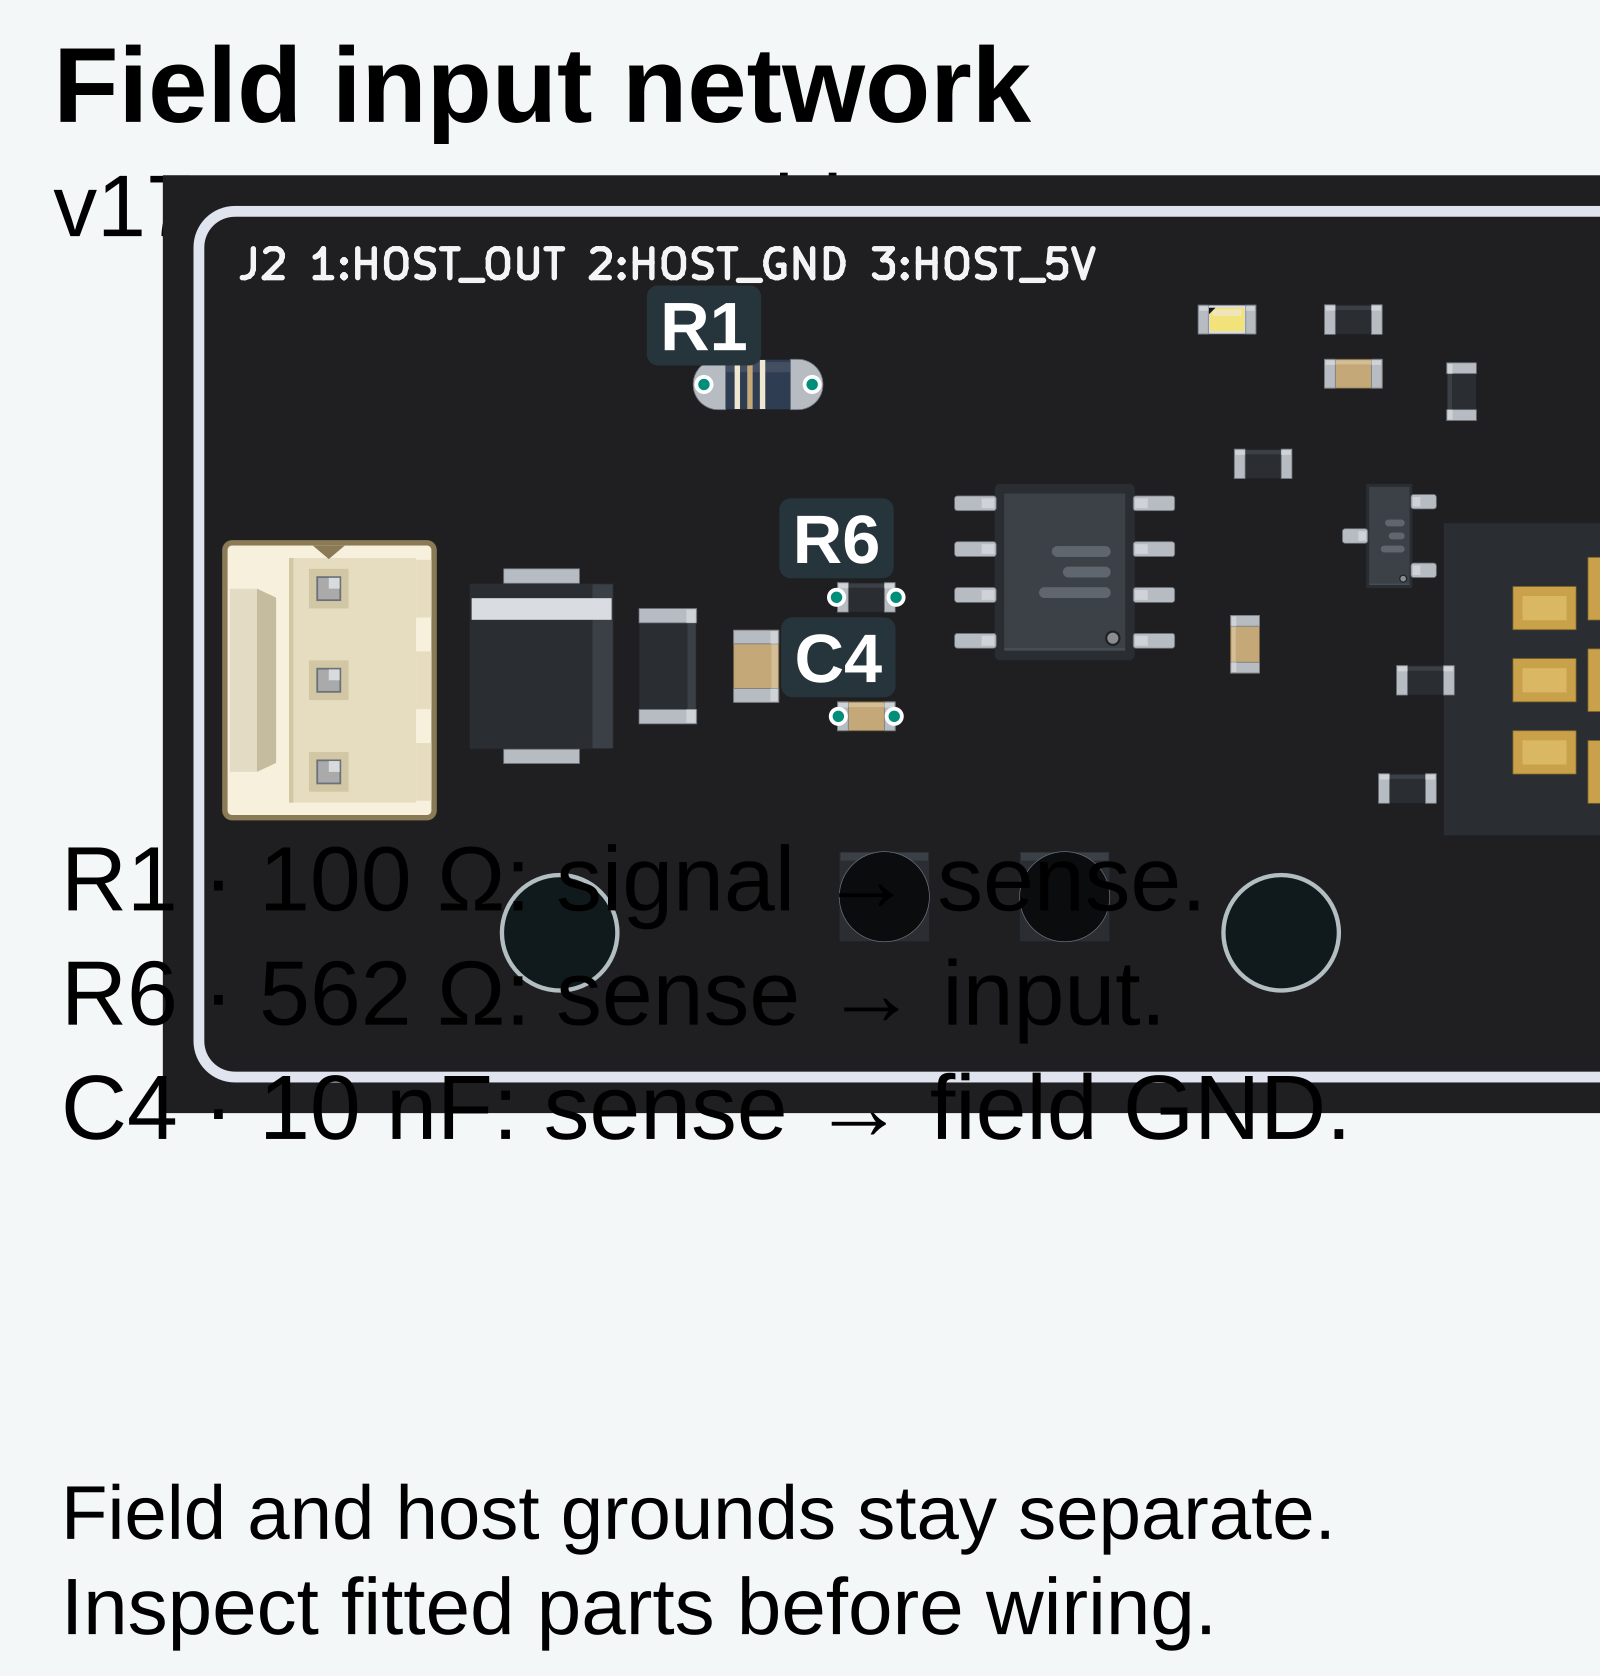 Field input network
J2 1:HOST_OUT 2:HOST_GND 3:HOST_5V
R1
R6
C4
R1 · 100 Ω: signal → sense.
R6 · 562 Ω: sense → input.
C4 · 10 nF: sense → field GND.
Field and host grounds stay separate.
Inspect fitted parts before wiring.